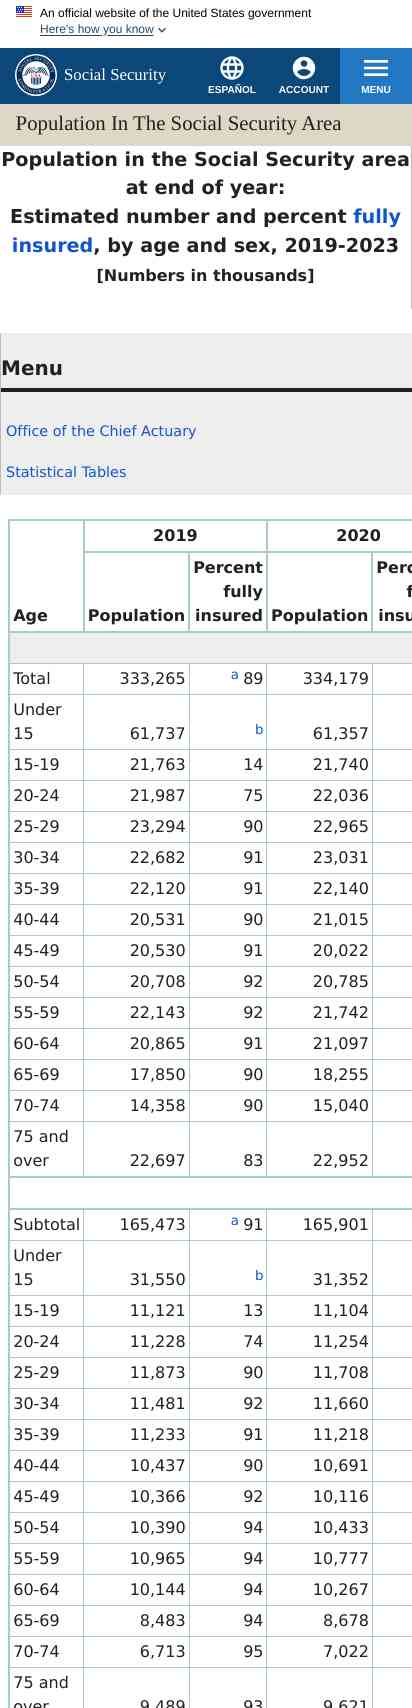 An official website of the United States government
Here's how you know
Social Security
ESPAÑOL ACCOUNT MENU
Population In The Social Security Area
Population in the Social Security area
at end of year:
Estimated number and percent fully
insured, by age and sex, 2019-2023
[Numbers in thousands]
Menu
Office of the Chief Actuary
Statistical Tables
2019 2020
Percent Perc
fully f
Age Population insured Population insu
Total 333,265 a 89 334,179
Under
15 61,737 b 61,357
15-19 21,763 14 21,740
20-24 21,987 75 22,036
25-29 23,294 90 22,965
30-34 22,682 91 23,031
35-39 22,120 91 22,140
40-44 20,531 90 21,015
45-49 20,530 91 20,022
50-54 20,708 92 20,785
55-59 22,143 92 21,742
60-64 20,865 91 21,097
65-69 17,850 90 18,255
70-74 14,358 90 15,040
75 and
over 22,697 83 22,952
Subtotal 165,473 a 91 165,901
Under
15 31,550 b 31,352
15-19 11,121 13 11,104
20-24 11,228 74 11,254
25-29 11,873 90 11,708
30-34 11,481 92 11,660
35-39 11,233 91 11,218
40-44 10,437 90 10,691
45-49 10,366 92 10,116
50-54 10,390 94 10,433
55-59 10,965 94 10,777
60-64 10,144 94 10,267
65-69 8,483 94 8,678
70-74 6,713 95 7,022
75 and
over 9,489 93 9,621